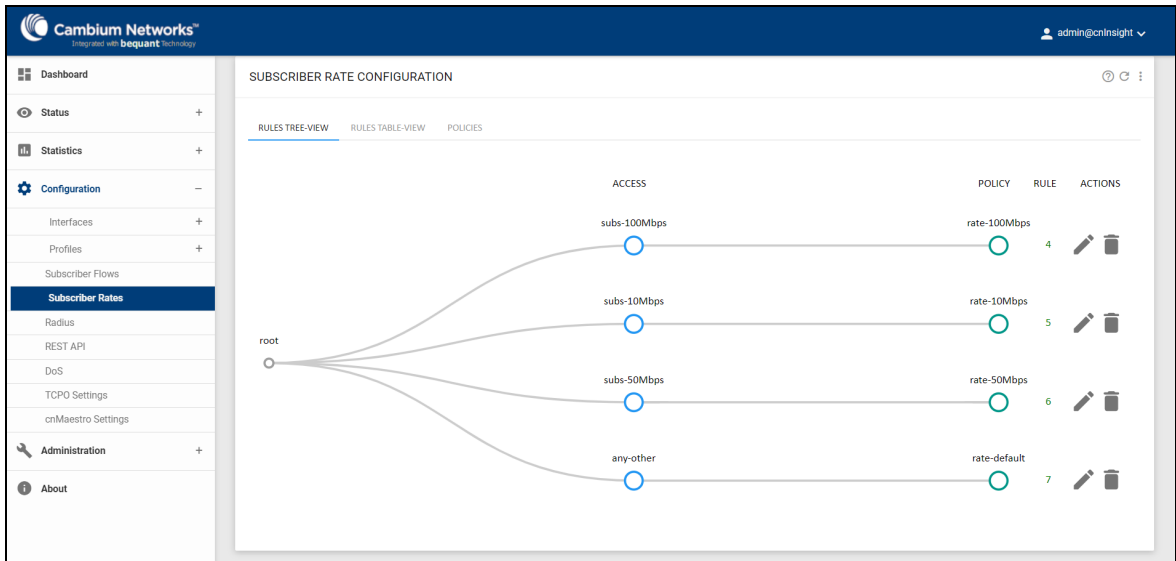 Cambium Networks™
Integrated with bequant Technology
admin@cnInsight
Dashboard
Status +
Statistics +
Configuration −
Interfaces +
Profiles +
Subscriber Flows
Subscriber Rates
Radius
REST API
DoS
TCPO Settings
cnMaestro Settings
Administration +
About
SUBSCRIBER RATE CONFIGURATION
RULES TREE-VIEW RULES TABLE-VIEW POLICIES
ACCESS POLICY RULE ACTIONS
subs-100Mbps rate-100Mbps
4
subs-10Mbps rate-10Mbps
5
root
subs-50Mbps rate-50Mbps
6
any-other rate-default
7